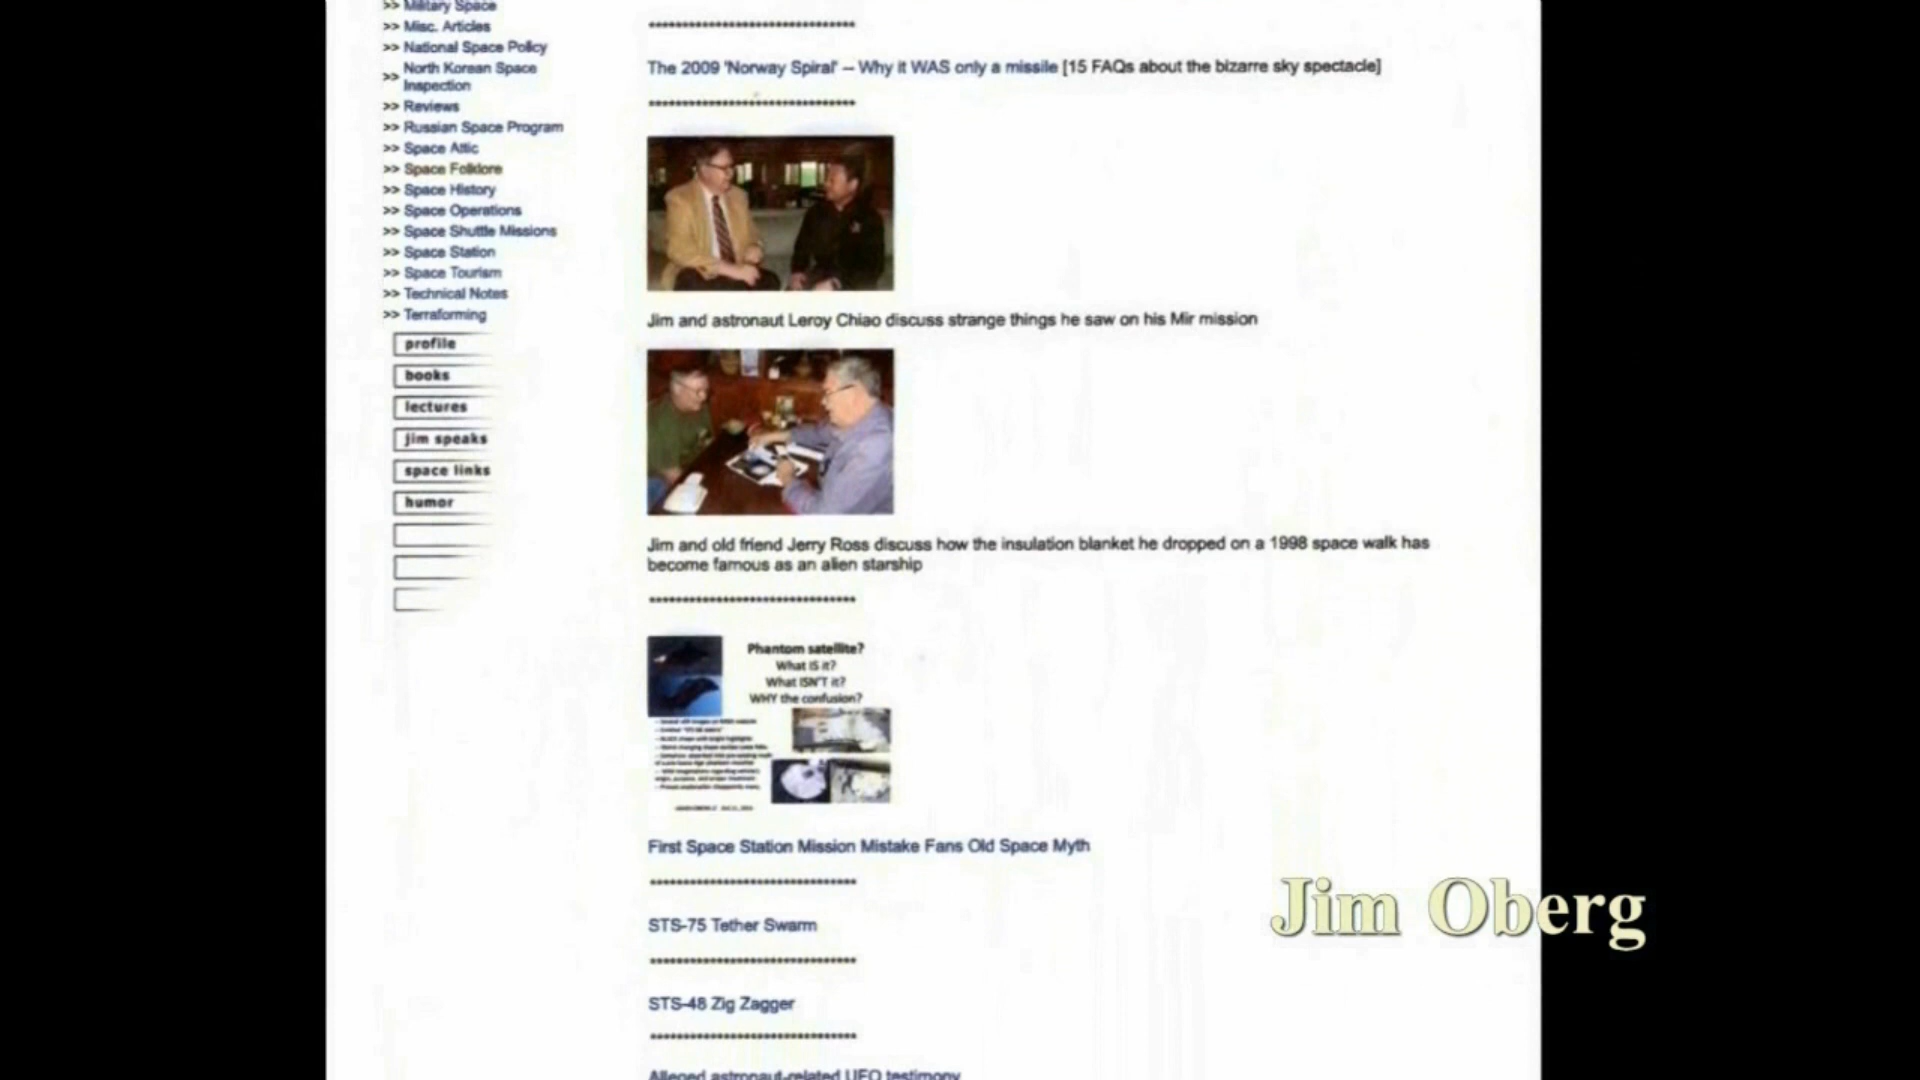 >> Military Space
>> Misc. Articles
>> National Space Policy
>> North Korean Space
Inspection
>> Reviews
>> Russian Space Program
>> Space Attic
>> Space Folklore
>> Space History
>> Space Operations
>> Space Shuttle Missions
>> Space Station
>> Space Tourism
>> Technical Notes
>> Terraforming
profile
books
lectures
jim speaks
space links
humor
The 2009 'Norway Spiral' – Why it WAS only a missile [15 FAQs about the bizarre sky spectacle]
Jim and astronaut Leroy Chiao discuss strange things he saw on his Mir mission
Jim and old friend Jerry Ross discuss how the insulation blanket he dropped on a 1998 space walk has
become famous as an alien starship
Phantom satellite?
What IS it?
What ISN'T it?
WHY the confusion?
First Space Station Mission Mistake Fans Old Space Myth
STS-75 Tether Swarm
STS-48 Zig Zagger
Alleged astronaut-related UFO testimony
Jim Oberg